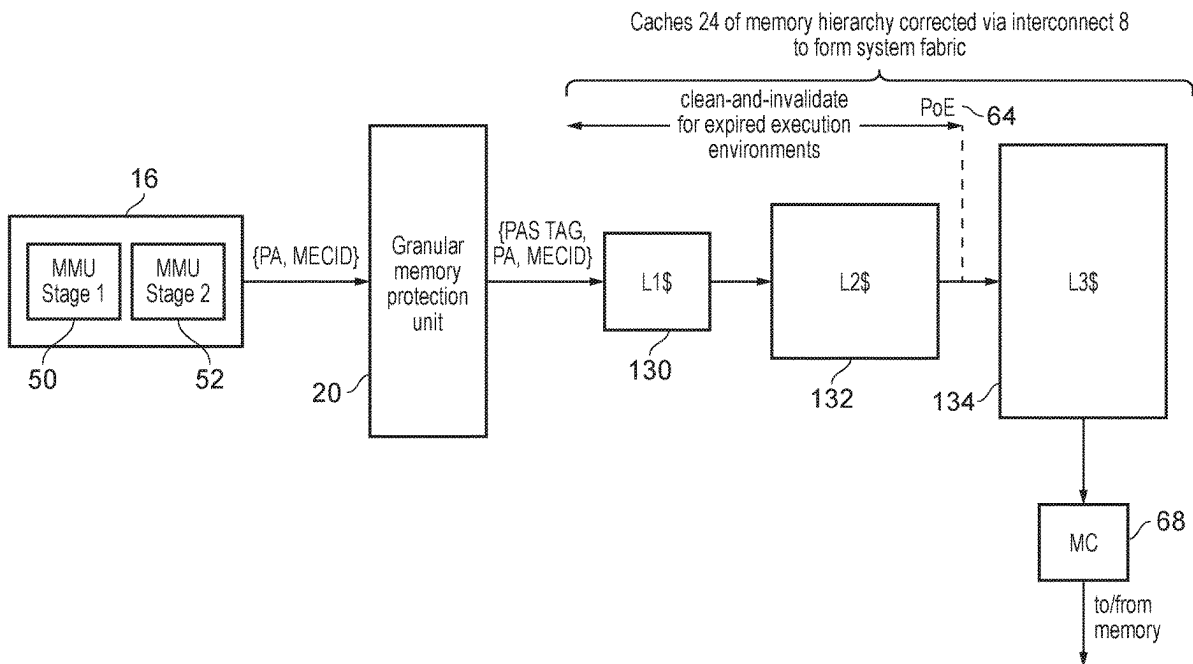 Caches 24 of memory hierarchy corrected via interconnect 8
to form system fabric
clean-and-invalidate
for expired execution
environments
PoE
64
16
MMU
Stage 1
MMU
Stage 2
50
52
{PA, MECID}
Granular
memory
protection
unit
20
{PAS TAG,
PA, MECID}
L1$
130
L2$
132
L3$
134
MC
68
to/from
memory